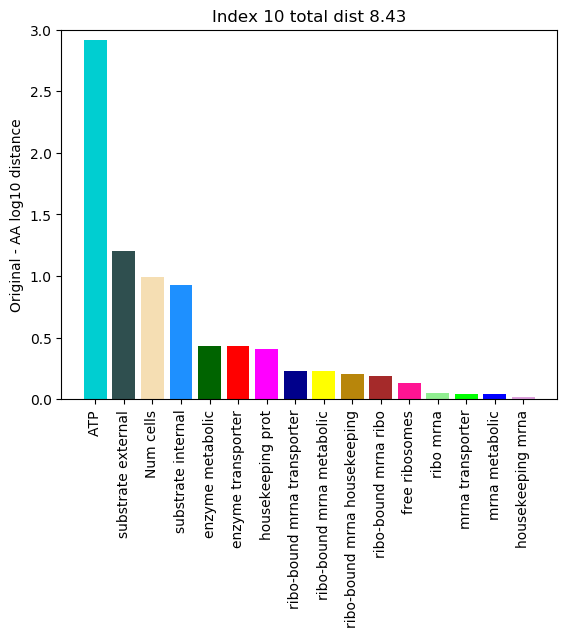 Index 10 total dist 8.43
Original - AA log10 distance
3.0
2.5
2.0
1.5
1.0
0.5
0.0
ATP
substrate external
Num cells
substrate internal
enzyme metabolic
enzyme transporter
housekeeping prot
ribo-bound mrna transporter
ribo-bound mrna metabolic
ribo-bound mrna housekeeping
ribo-bound mrna ribo
free ribosomes
ribo mrna
mrna transporter
mrna metabolic
housekeeping mrna